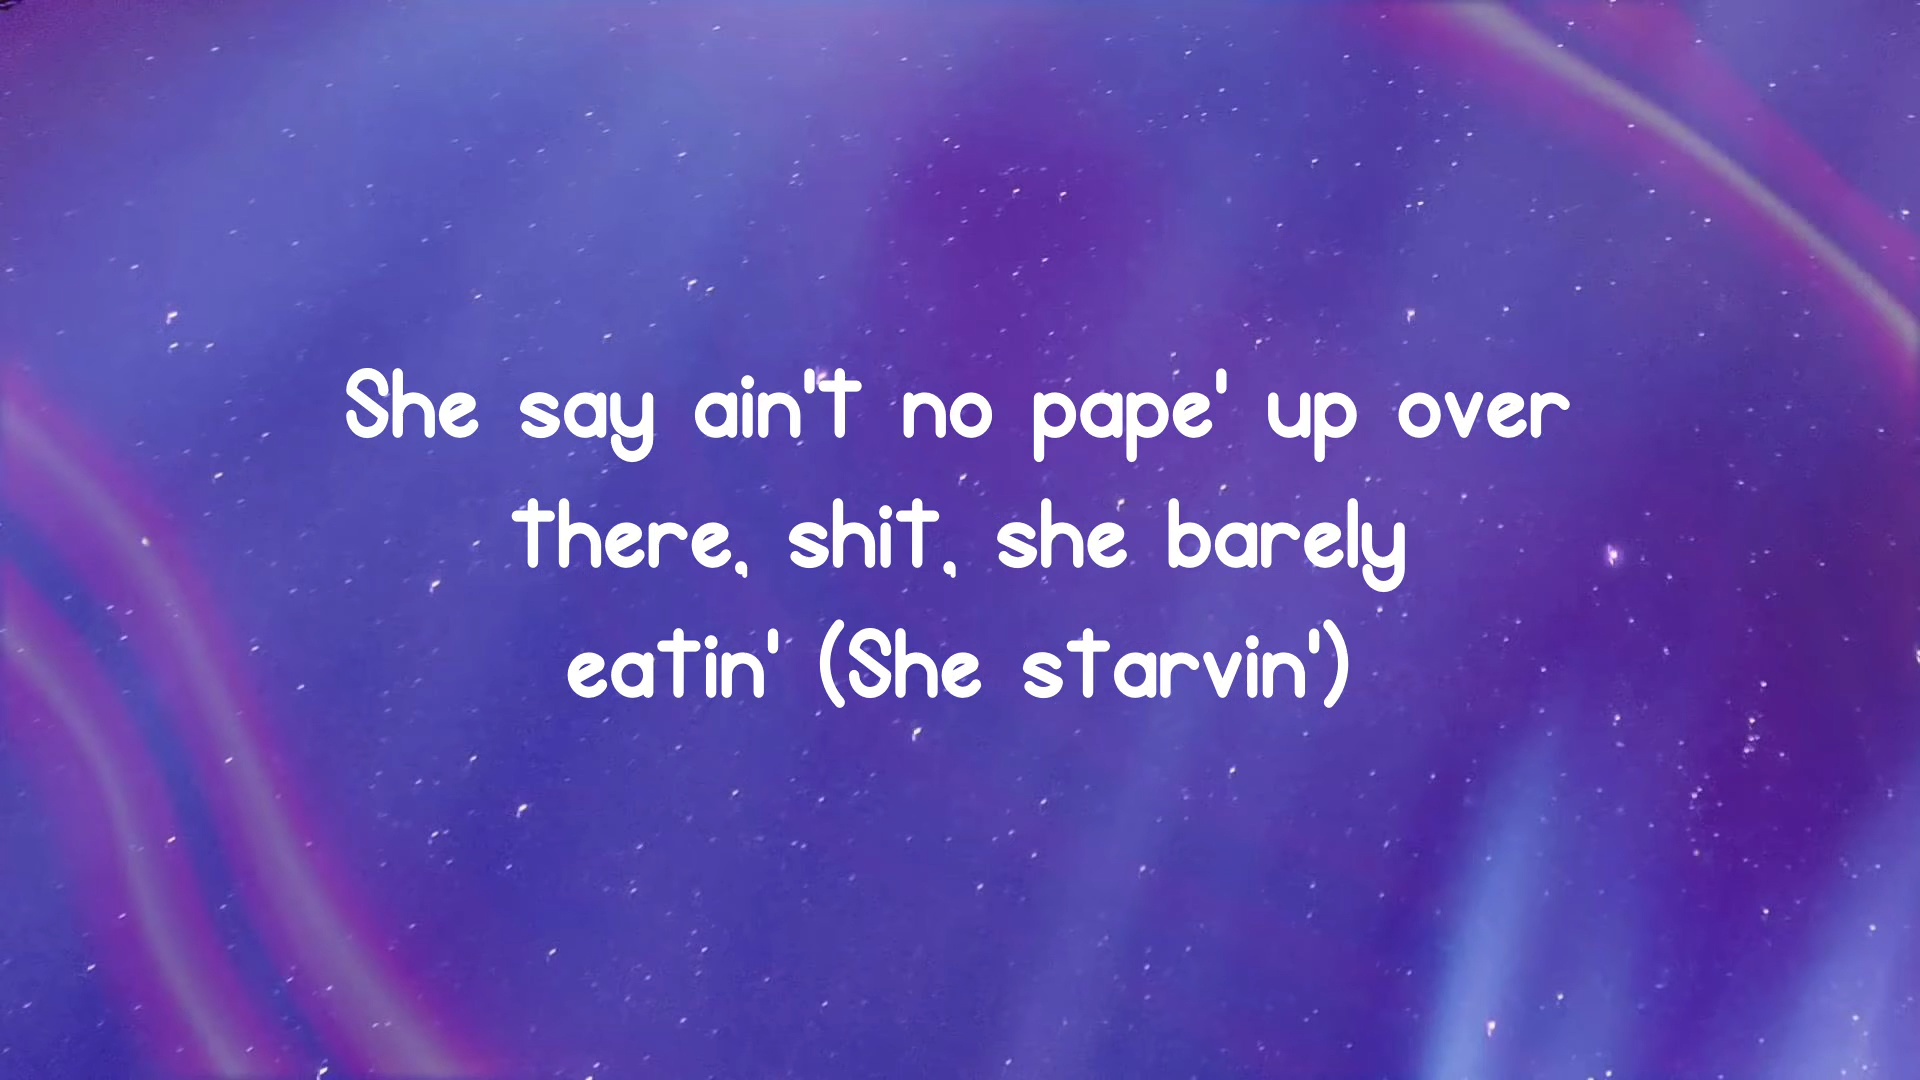 She say ain't no pape' up over
there, shit, she barely
eatin' (She starvin')